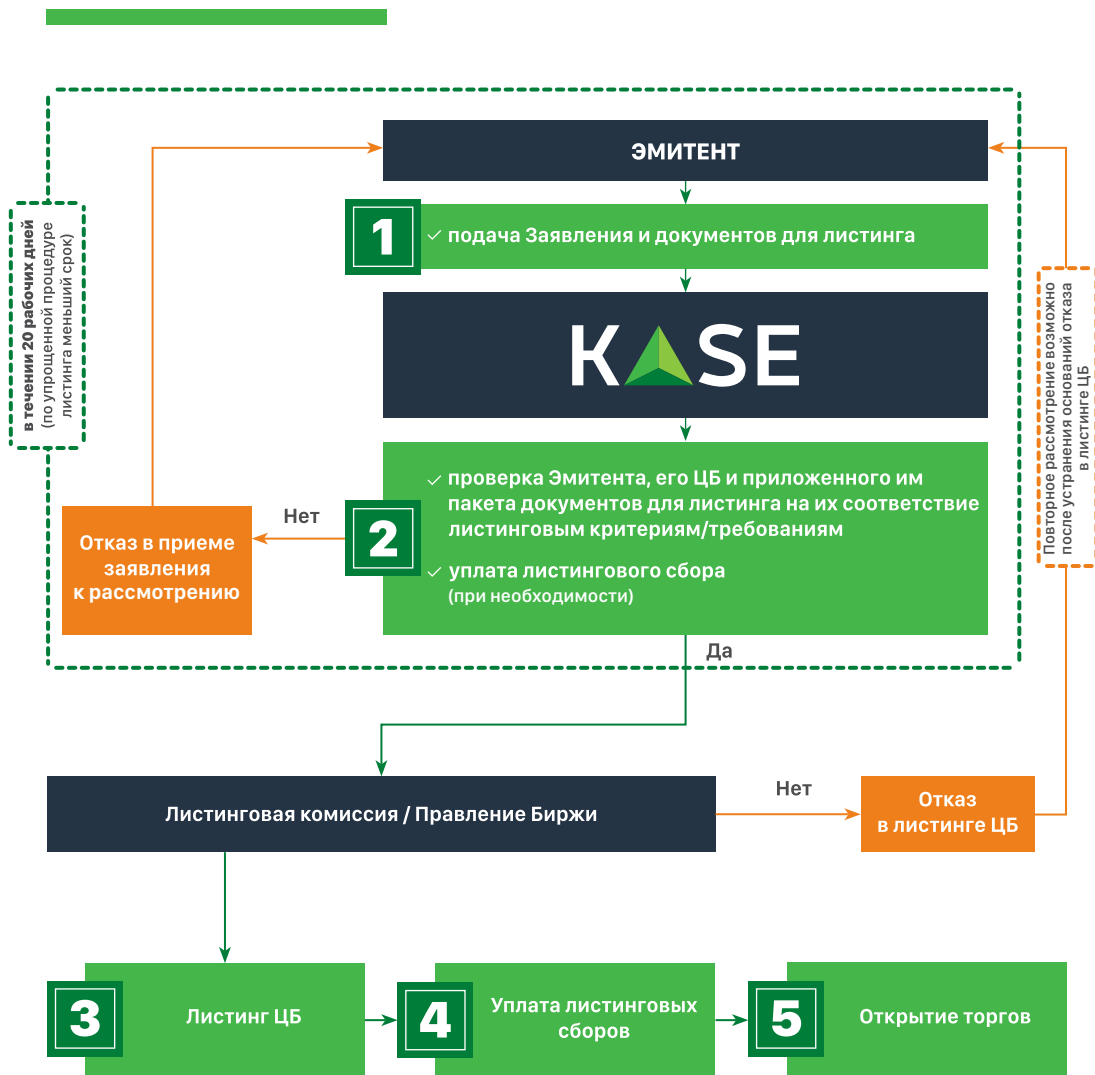 ЭМИТЕНТ
1
подача Заявления и документов для листинга
в течении 20 рабочих дней
(по упрощенной процедуре
листинга меньший срок)
KASE
Повторное рассмотрение возможно
после устранения оснований отказа
в листинге ЦБ
2
проверка Эмитента, его ЦБ и приложенного им
пакета документов для листинга на их соответствие
листинговым критериям/требованиям
уплата листингового сбора
(при необходимости)
Нет
Отказ в приеме
заявления
к рассмотрению
Да
Листинговая комиссия / Правление Биржи
Нет
Отказ
в листинге ЦБ
3
Листинг ЦБ
4
Уплата листинговых
сборов
5
Открытие торгов